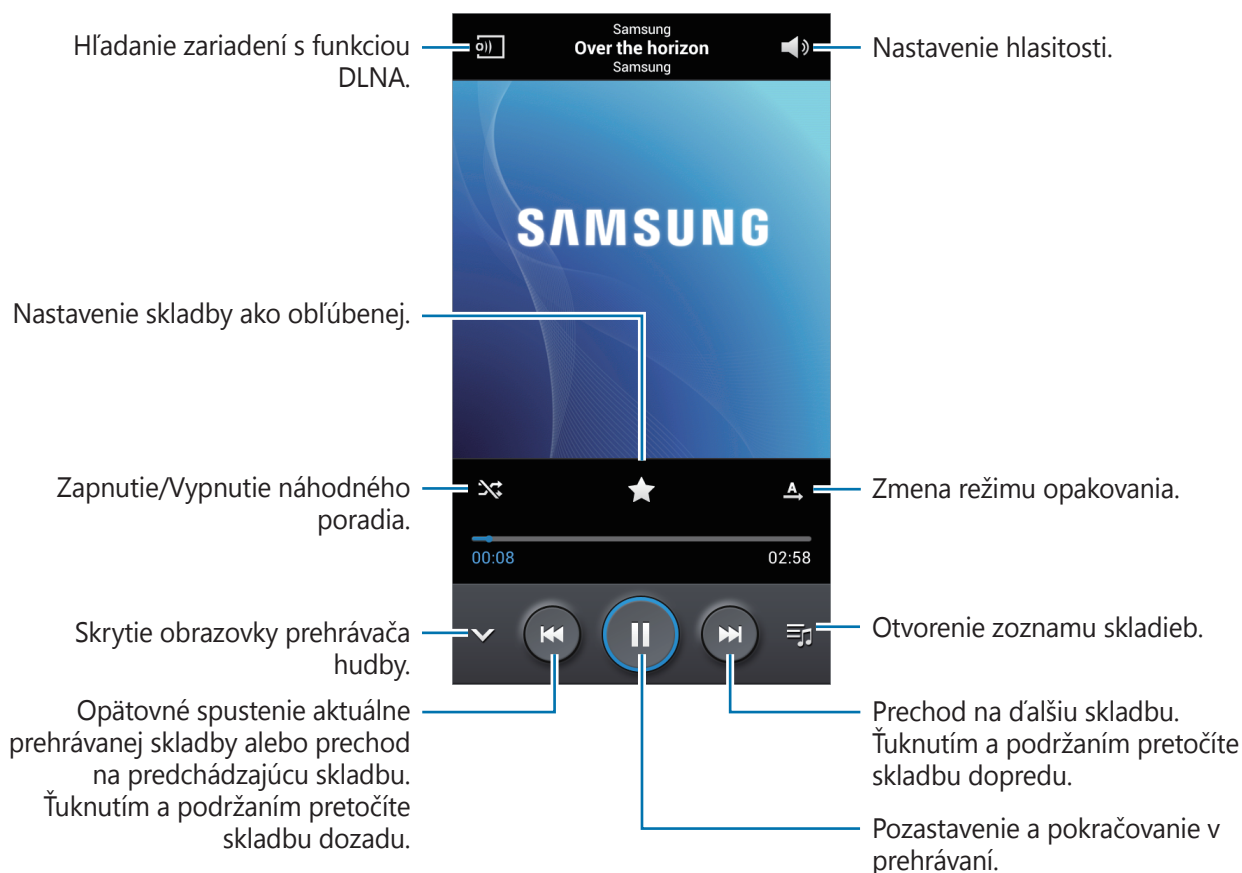 Hľadanie zariadení s funkciou
DLNA.
Samsung
Over the horizon
Samsung
Nastavenie hlasitosti.
SAMSUNG
Nastavenie skladby ako obľúbenej.
Zapnutie/Vypnutie náhodného
poradia.
A
Zmena režimu opakovania.
00:08
02:58
Skrytie obrazovky prehrávača
hudby.
Otvorenie zoznamu skladieb.
Opätovné spustenie aktuálne
prehrávanej skladby alebo prechod
na predchádzajúcu skladbu.
Ťuknutím a podržaním pretočíte
skladbu dozadu.
Prechod na ďalšiu skladbu.
Ťuknutím a podržaním pretočíte
skladbu dopredu.
Pozastavenie a pokračovanie v
prehrávaní.